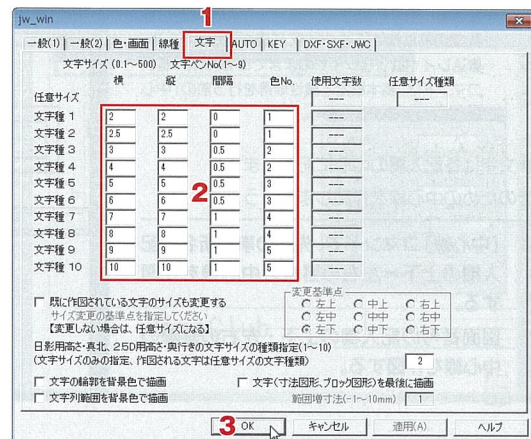 jw_win
1
一般(1) 一般(2) 色・画面 線種 文字 AUTO KEY DXF・SXF・JWC
文字サイズ (0.1～500) 文字ペンNo(1～9)
横 縦 間隔 色No. 使用文字数 任意サイズ種類
任意サイズ --- ---
文字種 1 2 2 0 1 ---
文字種 2 2.5 2.5 0 1 ---
文字種 3 3 3 0.5 2 ---
文字種 4 4 4 0.5 2 ---
文字種 5 5 5 0.5 3 ---
2
文字種 6 6 6 0.5 3 ---
文字種 7 7 7 1 4 ---
文字種 8 8 8 1 4 ---
文字種 9 9 9 1 5 ---
文字種 10 10 10 1 5 ---
既に作図されている文字のサイズも変更する
サイズ変更の基準点を指定してください
【変更しない場合は、任意サイズになる】
変更基準点
左上 中上 右上
左中 中中 右中
左下 中下 右下
日影用高さ・真北、2.5D用高さ・奥行きの文字サイズの種類指定(1～10)
(文字サイズのみの指定、作図される文字は任意サイズの文字種類) 2
文字の輪郭を背景色で描画 文字(寸法図形、ブロック図形)を最後に描画
文字列範囲を背景色で描画 範囲増寸法(-1～10mm) 1
3 OK キャンセル 適用(A) ヘルプ